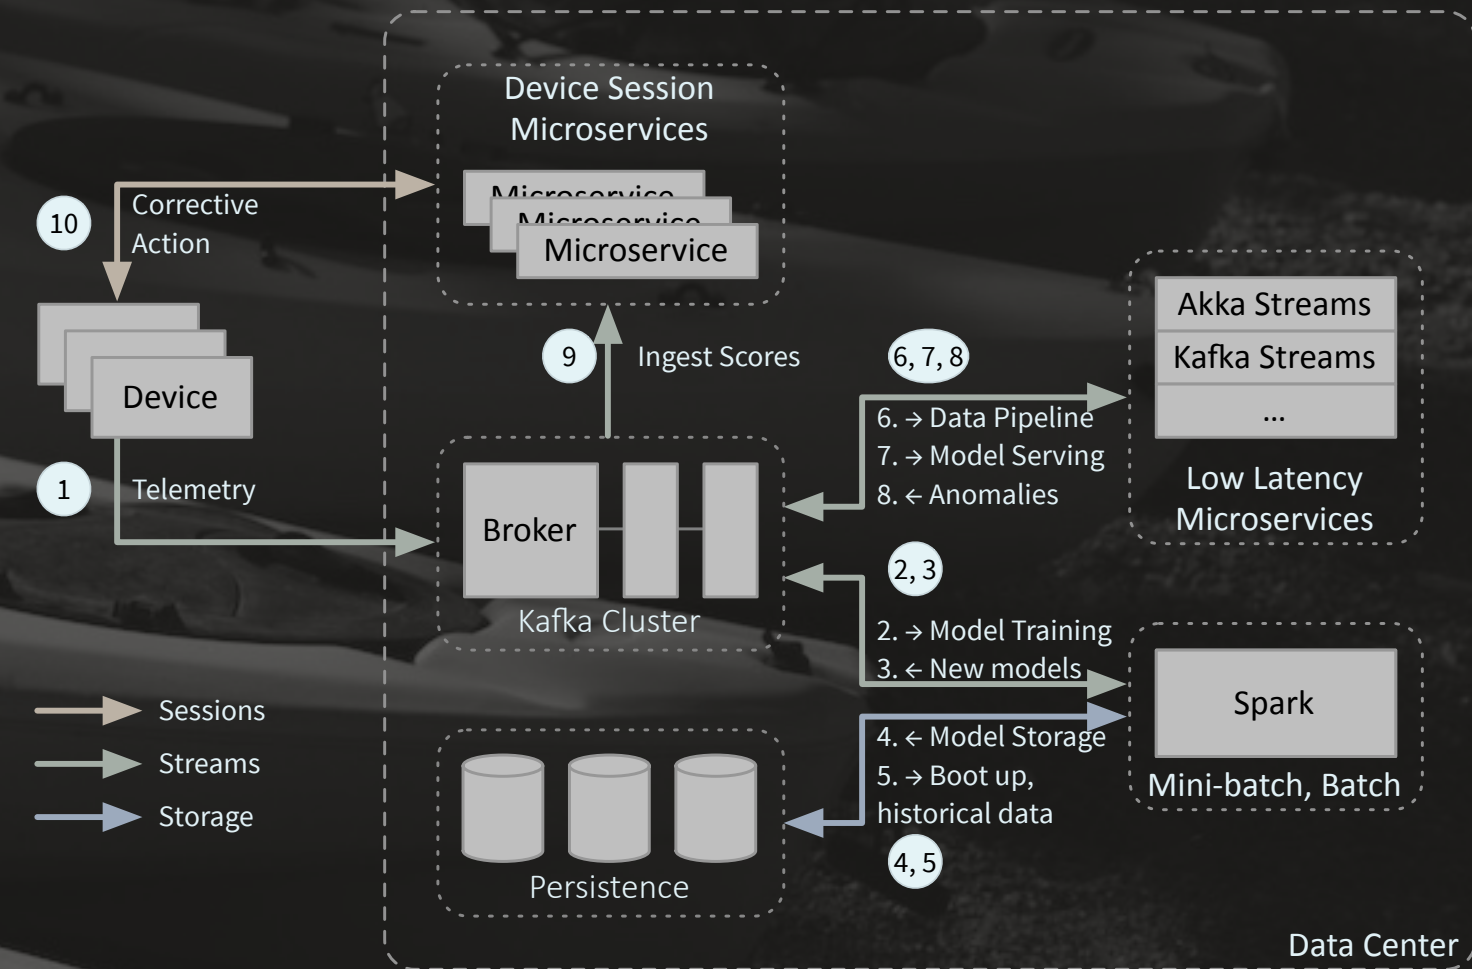 Device Session
Microservices
Microservice
Microservice
Microservice
10
Corrective
Action
Device
1
Telemetry
9
Ingest Scores
6, 7, 8
6. → Data Pipeline
7. → Model Serving
8. ← Anomalies
Akka Streams
Kafka Streams
...
Low Latency
Microservices
Broker
Kafka Cluster
2, 3
2. → Model Training
3. ← New models
Spark
Mini-batch, Batch
4. ← Model Storage
5. → Boot up,
historical data
4, 5
Sessions
Streams
Storage
Persistence
Data Center